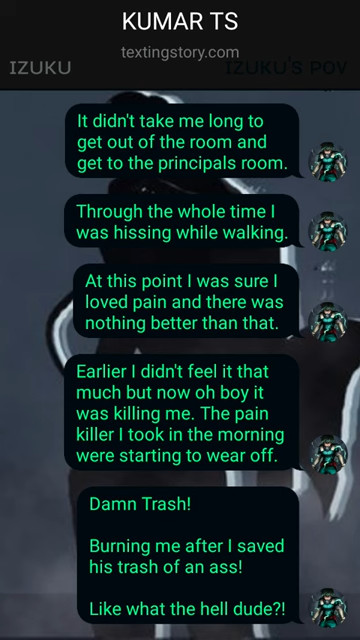 KUMAR TS
textingstory.com
IZUKU
IZUKU'S POV
It didn't take me long to
get out of the room and
get to the principals room.
Through the whole time I
was hissing while walking.
At this point I was sure I
loved pain and there was
nothing better than that.
Earlier I didn't feel it that
much but now oh boy it
was killing me. The pain
killer I took in the morning
were starting to wear off.
Damn Trash!
Burning me after I saved
his trash of an ass!
Like what the hell dude?!